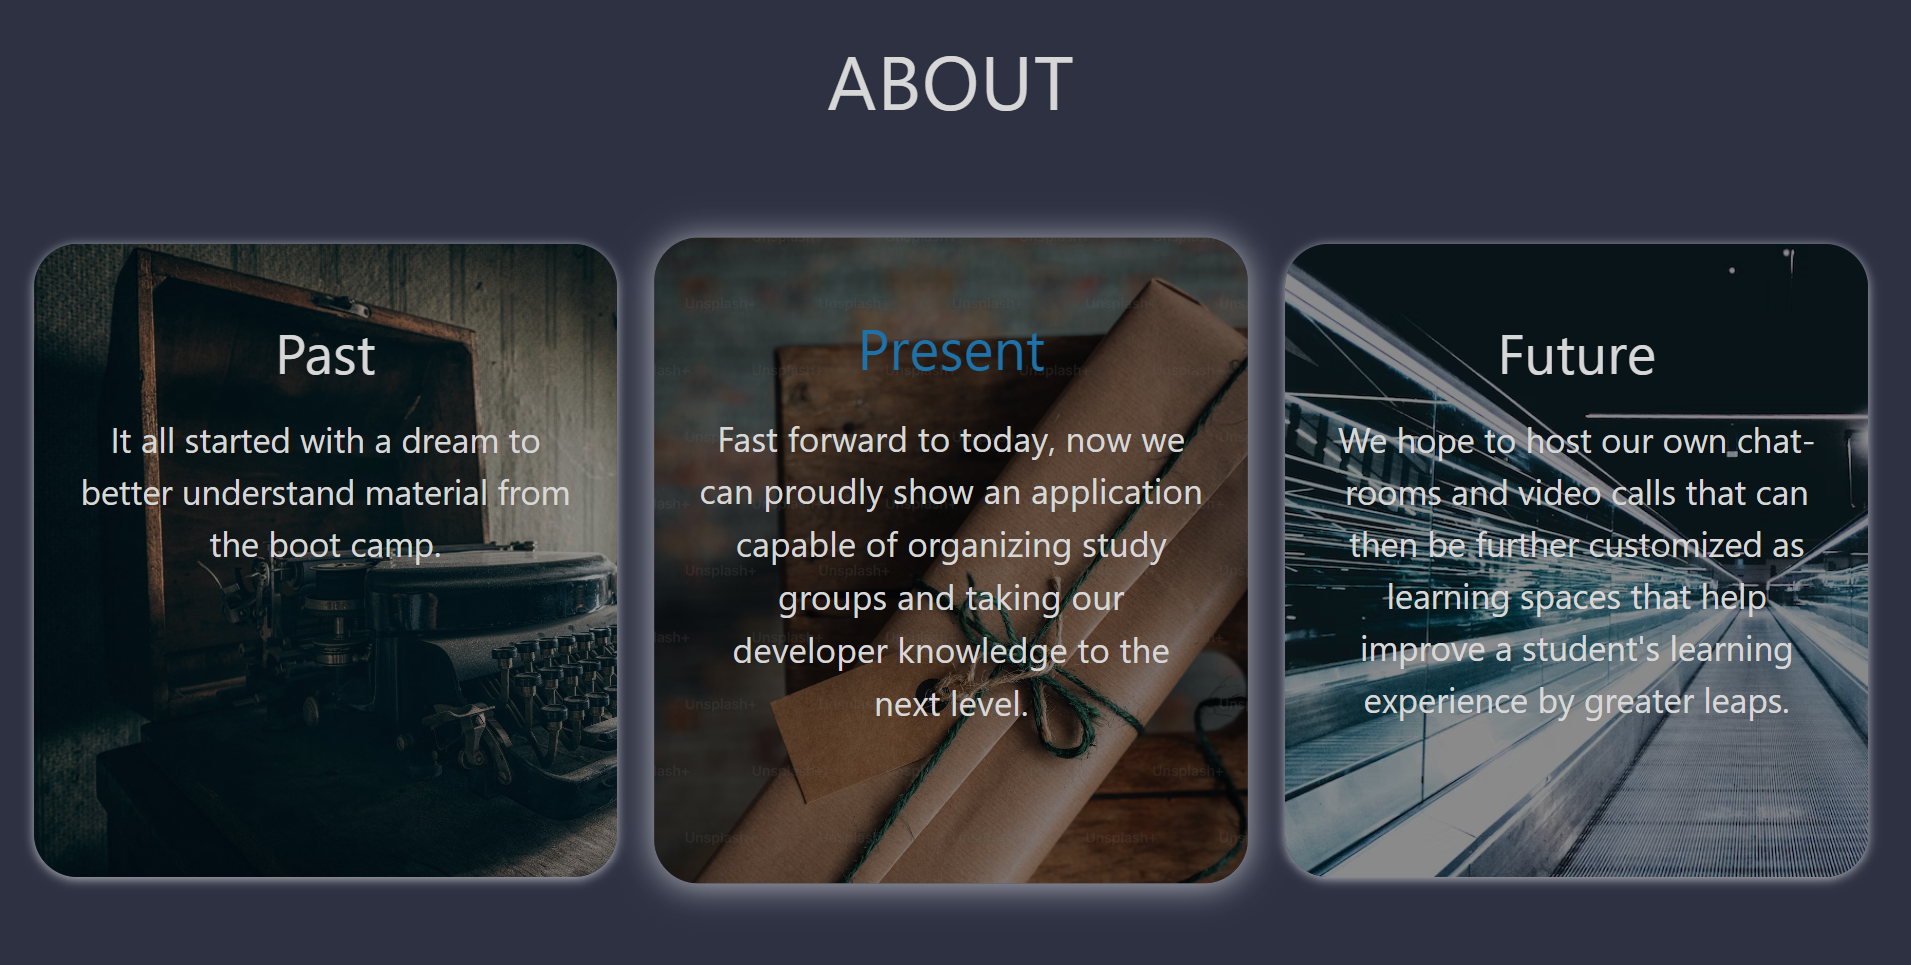 ABOUT
Past
It all started with a dream to
better understand material from
the boot camp.
Present
Fast forward to today, now we
can proudly show an application
capable of organizing study
groups and taking our
developer knowledge to the
next level.
Future
We hope to host our own chat-
rooms and video calls that can
then be further customized as
learning spaces that help
improve a student's learning
experience by greater leaps.
Unsplash+